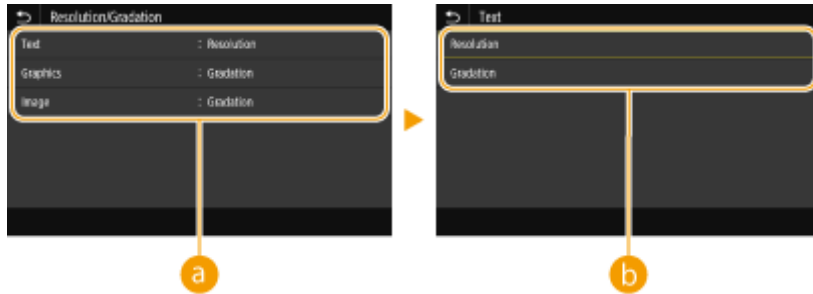 Resolution/Gradation
Text : Resolution
Graphics : Gradation
Image : Gradation
a
Text
Resolution
Gradation
b